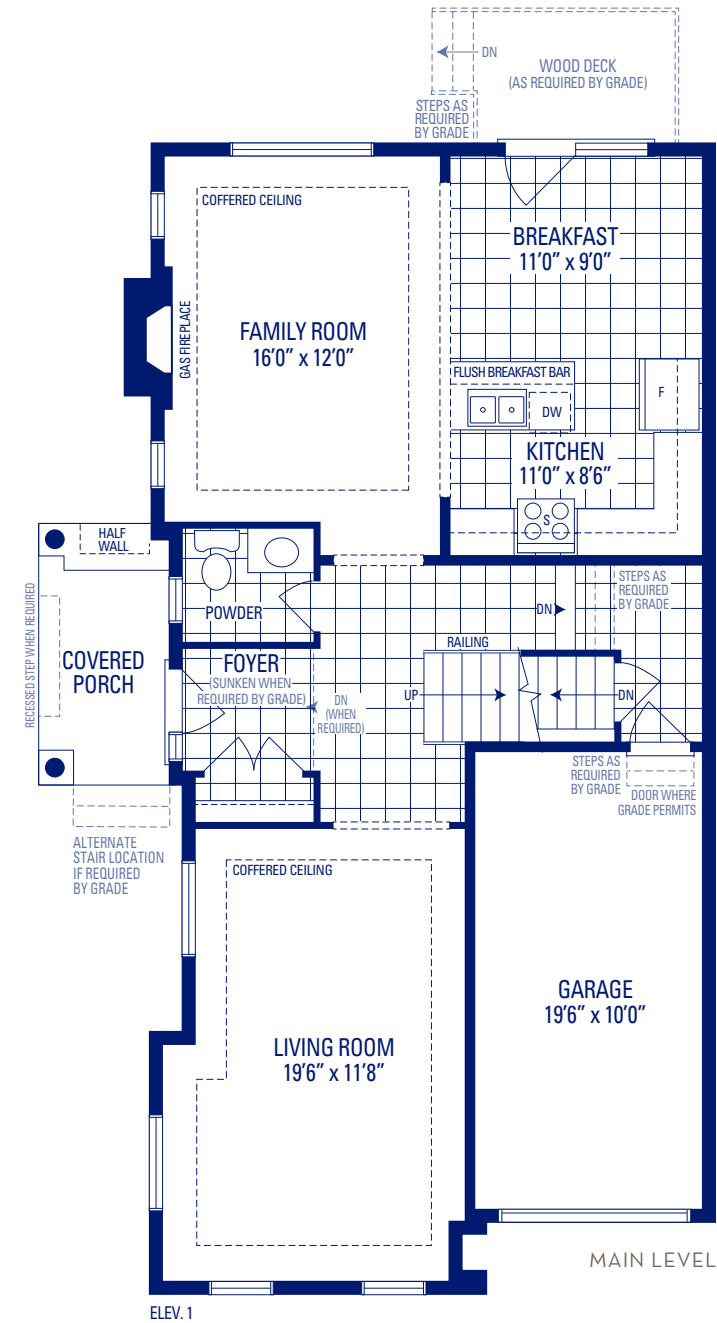 DN
WOOD DECK
(AS REQUIRED BY GRADE)
STEPS AS
REQUIRED
BY GRADE
COFFERED CEILING
BREAKFAST
11'0" x 9'0"
GAS FIREPLACE
FAMILY ROOM
16'0" x 12'0"
FLUSH BREAKFAST BAR
F
DW
KITCHEN
11'0" x 8'6"
S
HALF
WALL
RECESSED STEP WHEN REQUIRED
COVERED
PORCH
POWDER
DN
STEPS AS
REQUIRED
BY GRADE
RAILING
FOYER
(SUNKEN WHEN
REQUIRED BY GRADE)
DN
(WHEN
REQUIRED)
UP
DN
STEPS AS
REQUIRED
BY GRADE
DOOR WHERE
GRADE PERMITS
ALTERNATE
STAIR LOCATION
IF REQUIRED
BY GRADE
COFFERED CEILING
GARAGE
19'6" x 10'0"
LIVING ROOM
19'6" x 11'8"
MAIN LEVEL
ELEV. 1